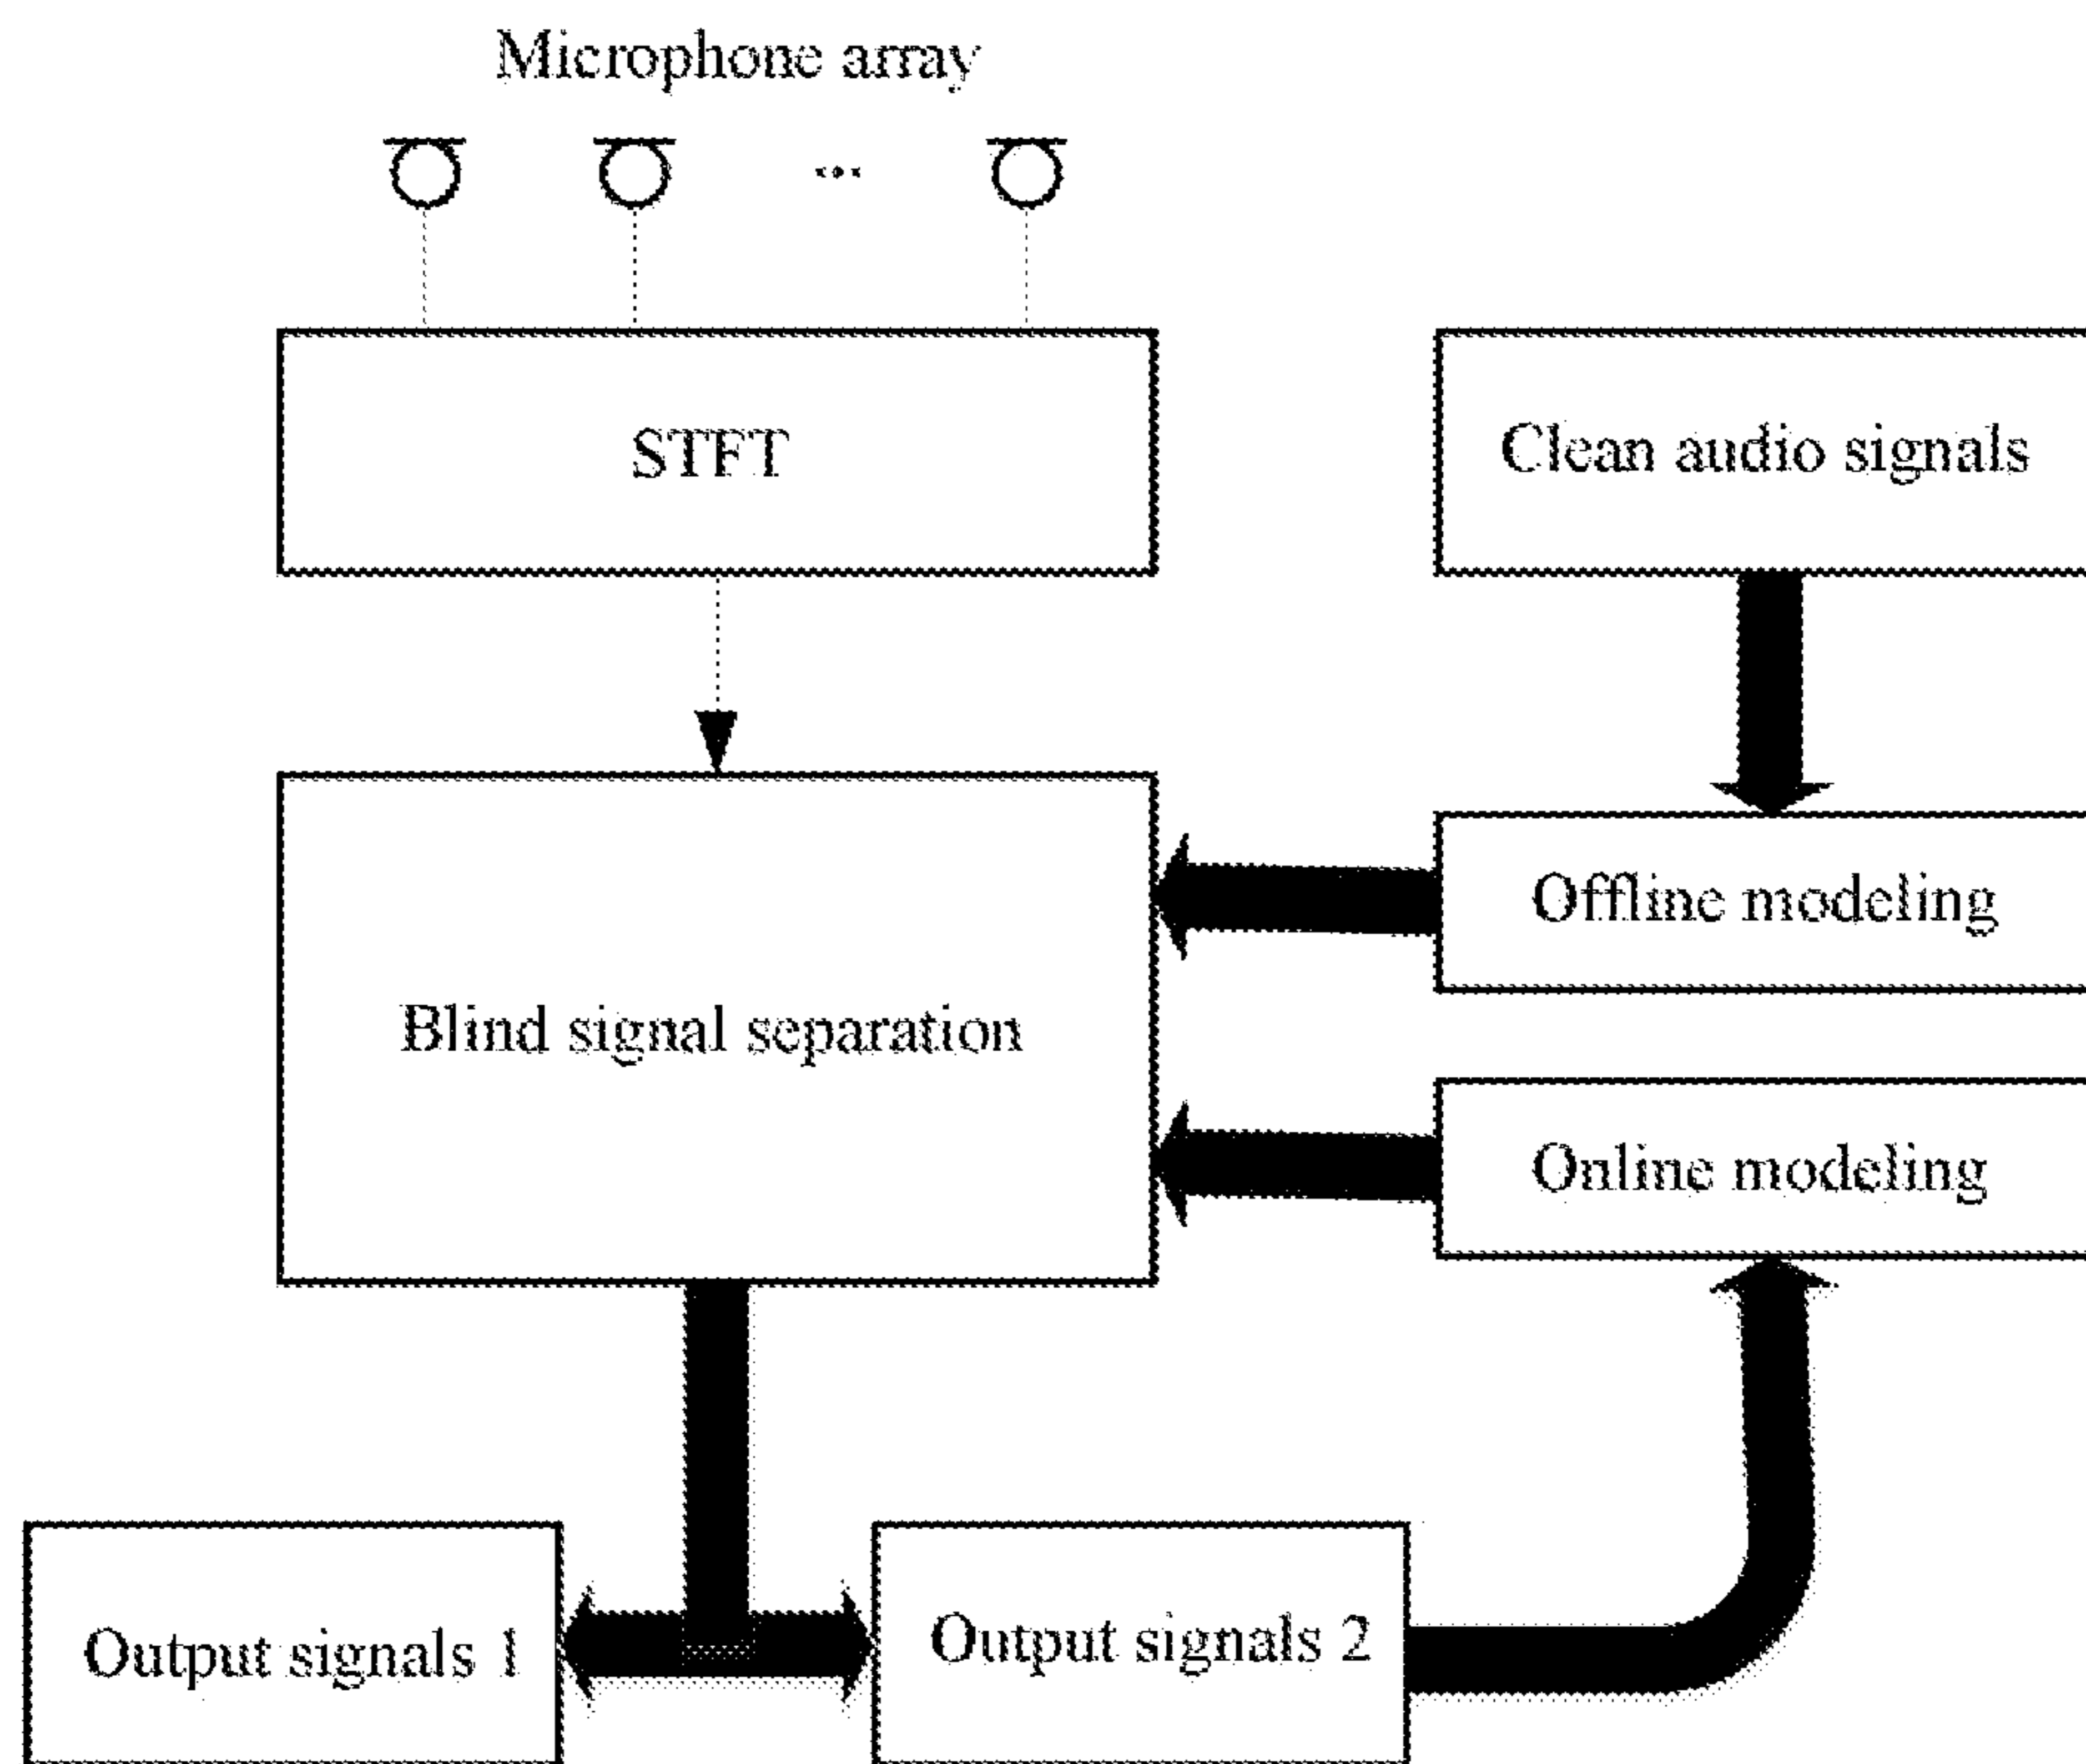 Microphone array
...
STFT
Clean audio signals
Offline modeling
Blind signal separation
Online modeling
Output signals 1
Output signals 2